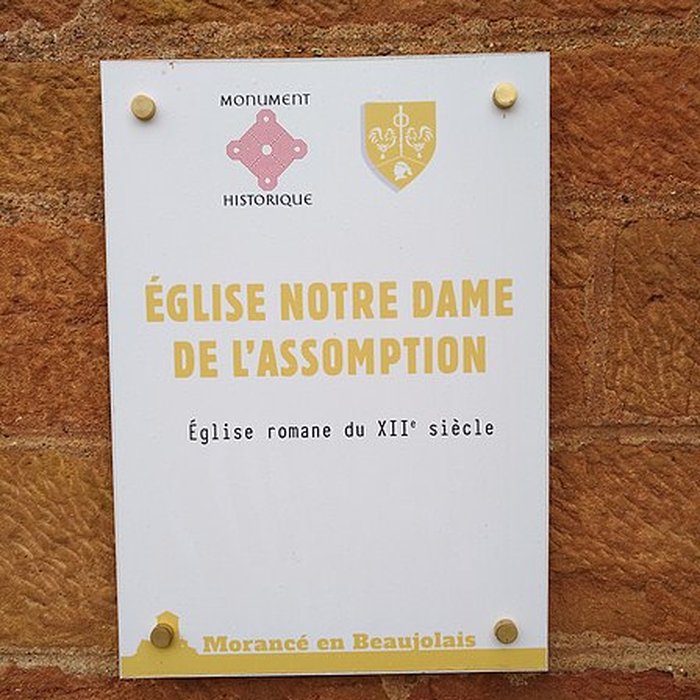 MONUMENT
HISTORIQUE
ÉGLISE NOTRE DAME
DE L'ASSOMPTION
Église romane du XIIᵉ siècle
Morancé en Beaujolais